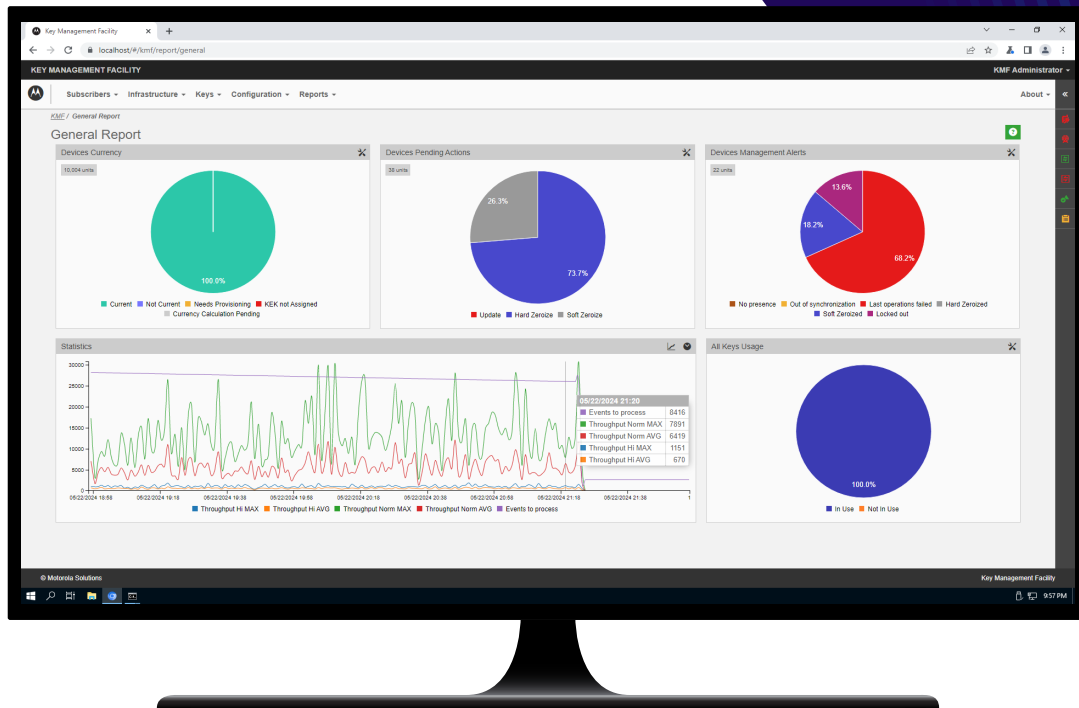 Key Management Facility
localhost/#/kmf/report/general
KEY MANAGEMENT FACILITY
KMF Administrator
Subscribers Infrastructure Keys Configuration Reports About
KMF / General Report
General Report
Devices Currency
10,004 units
100.0%
Current Not Current Needs Provisioning KEK not Assigned
Currency Calculation Pending
Devices Pending Actions
38 units
26.3%
73.7%
Update Hard Zeroize Soft Zeroize
Devices Management Alerts
22 units
13.6%
18.2%
68.2%
No presence Out of synchronization Last operations failed Hard Zeroized
Soft Zeroized Locked out
Statistics
30000
25000
20000
15000
10000
5000
0
05/22/2024 18:58 05/22/2024 19:18 05/22/2024 19:38 05/22/2024 19:58 05/22/2024 20:18 05/22/2024 20:38 05/22/2024 20:58 05/22/2024 21:18 05/22/2024 21:38 1
05/22/2024 21:20
Events to process 8416
Throughput Norm MAX 7891
Throughput Norm AVG 6419
Throughput Hi MAX 1151
Throughput Hi AVG 670
Throughput Hi MAX Throughput Hi AVG Throughput Norm MAX Throughput Norm AVG Events to process
All Keys Usage
100.0%
In Use Not In Use
© Motorola Solutions
Key Management Facility
9:57 PM